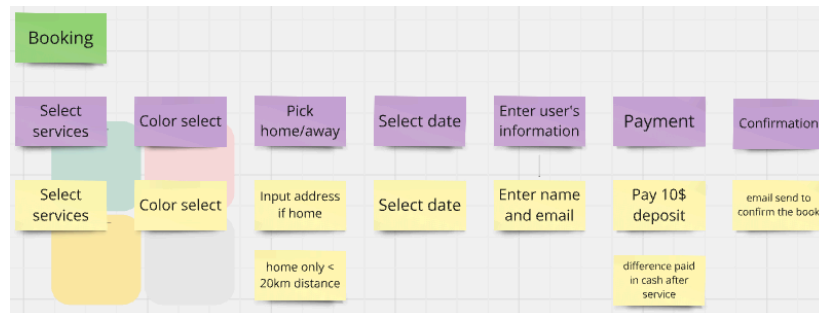 Booking
Select
services
Color select
Pick
home/away
Select date
Enter user's
information
Payment
Confirmation
Select
services
Color select
Input address
if home
Select date
Enter name
and email
Pay 10$
deposit
email send to
confirm the book
home only <
20km distance
difference paid
in cash after
service